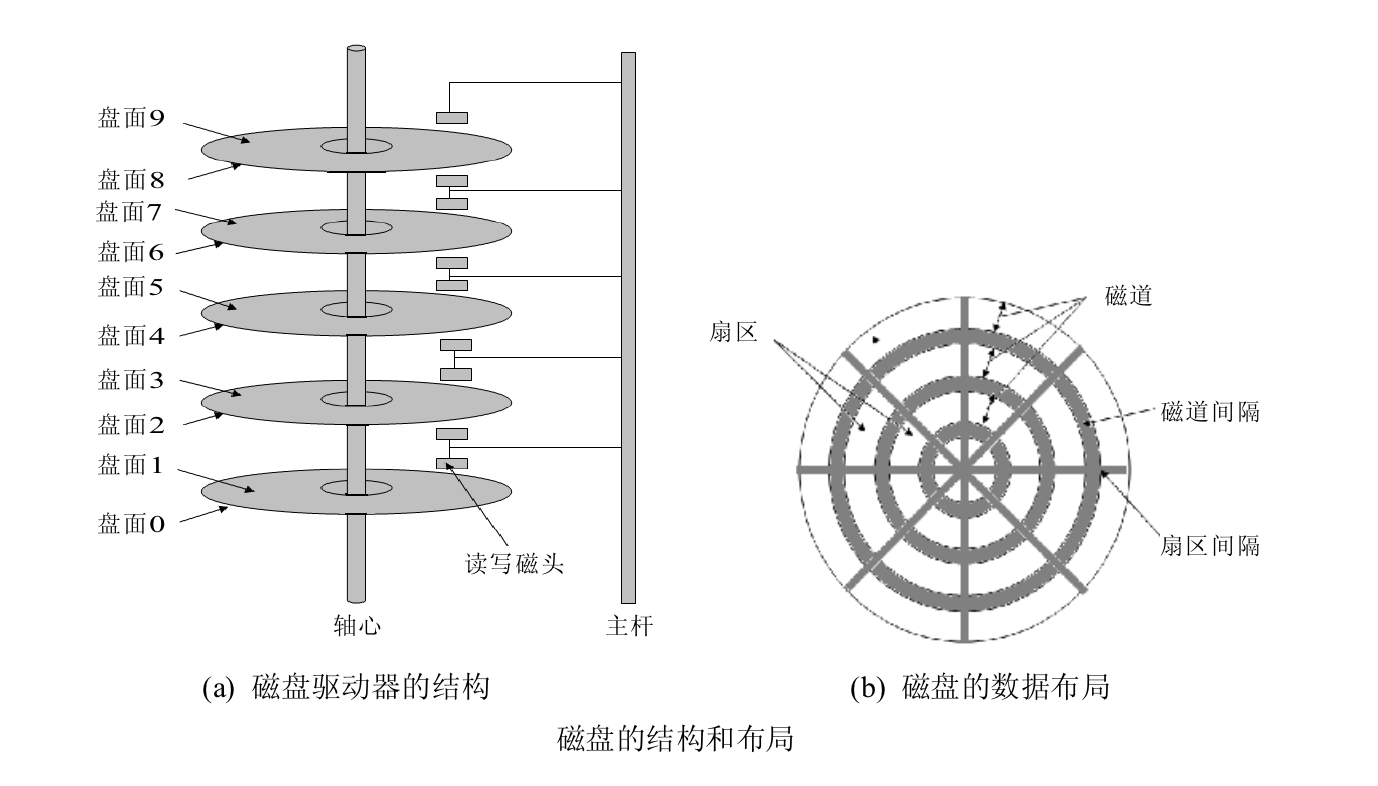 盘面9
盘面8
盘面7
盘面6
盘面5
盘面4
盘面3
盘面2
盘面1
盘面0
读写磁头
轴心
主杆
(a) 磁盘驱动器的结构
磁道
扇区
磁道间隔
扇区间隔
(b) 磁盘的数据布局
磁盘的结构和布局